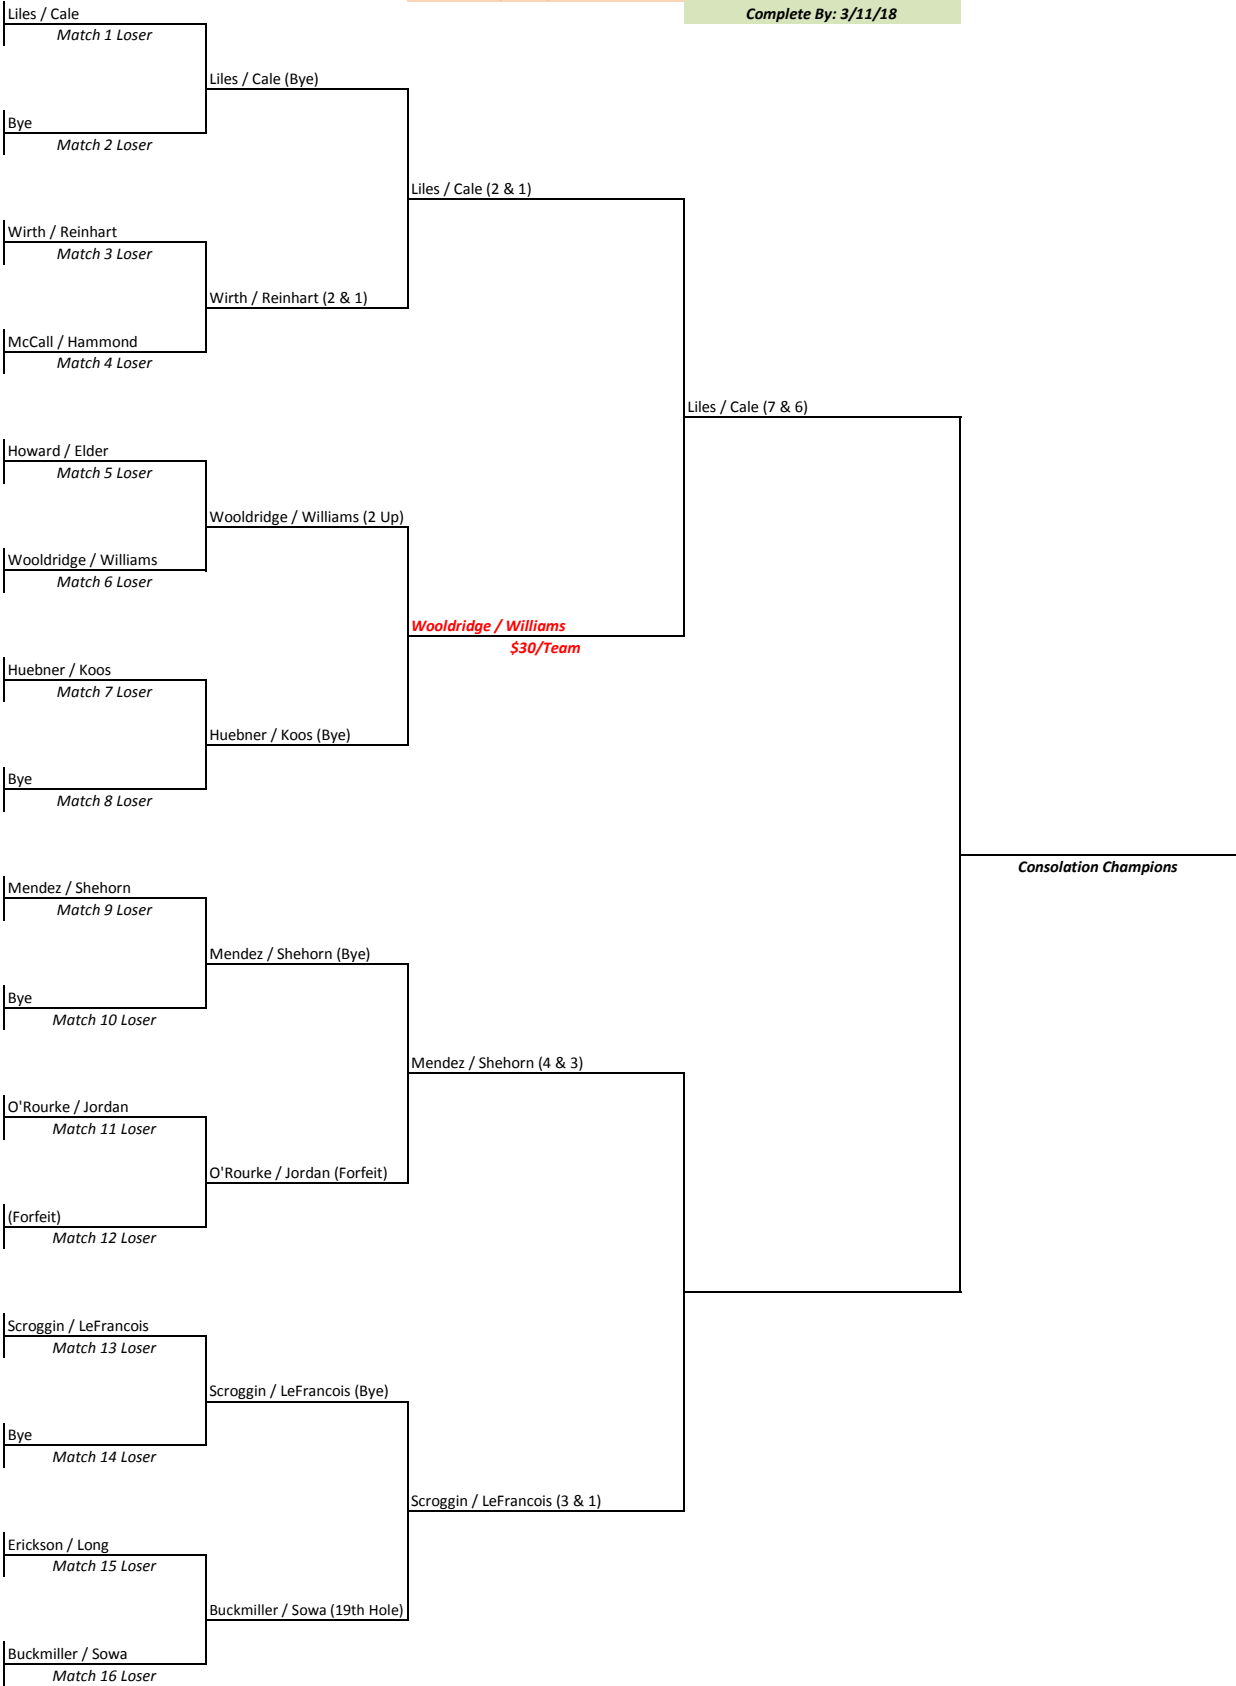 Liles / Cale
Complete By: 3/11/18
Match 1 Loser
Liles / Cale (Bye)
Bye
Match 2 Loser
Liles / Cale (2 & 1)
Wirth / Reinhart
Match 3 Loser
Wirth / Reinhart (2 & 1)
McCall / Hammond
Match 4 Loser
Liles / Cale (7 & 6)
Howard / Elder
Match 5 Loser
Wooldridge / Williams (2 Up)
Wooldridge / Williams
Match 6 Loser
Wooldridge / Williams
$30/Team
Huebner / Koos
Match 7 Loser
Huebner / Koos (Bye)
Bye
Match 8 Loser
Consolation Champions
Mendez / Shehorn
Match 9 Loser
Mendez / Shehorn (Bye)
Bye
Match 10 Loser
Mendez / Shehorn (4 & 3)
O'Rourke / Jordan
Match 11 Loser
O'Rourke / Jordan (Forfeit)
(Forfeit)
Match 12 Loser
Scroggin / LeFrancois
Match 13 Loser
Scroggin / LeFrancois (Bye)
Bye
Match 14 Loser
Scroggin / LeFrancois (3 & 1)
Erickson / Long
Match 15 Loser
Buckmiller / Sowa (19th Hole)
Buckmiller / Sowa
Match 16 Loser